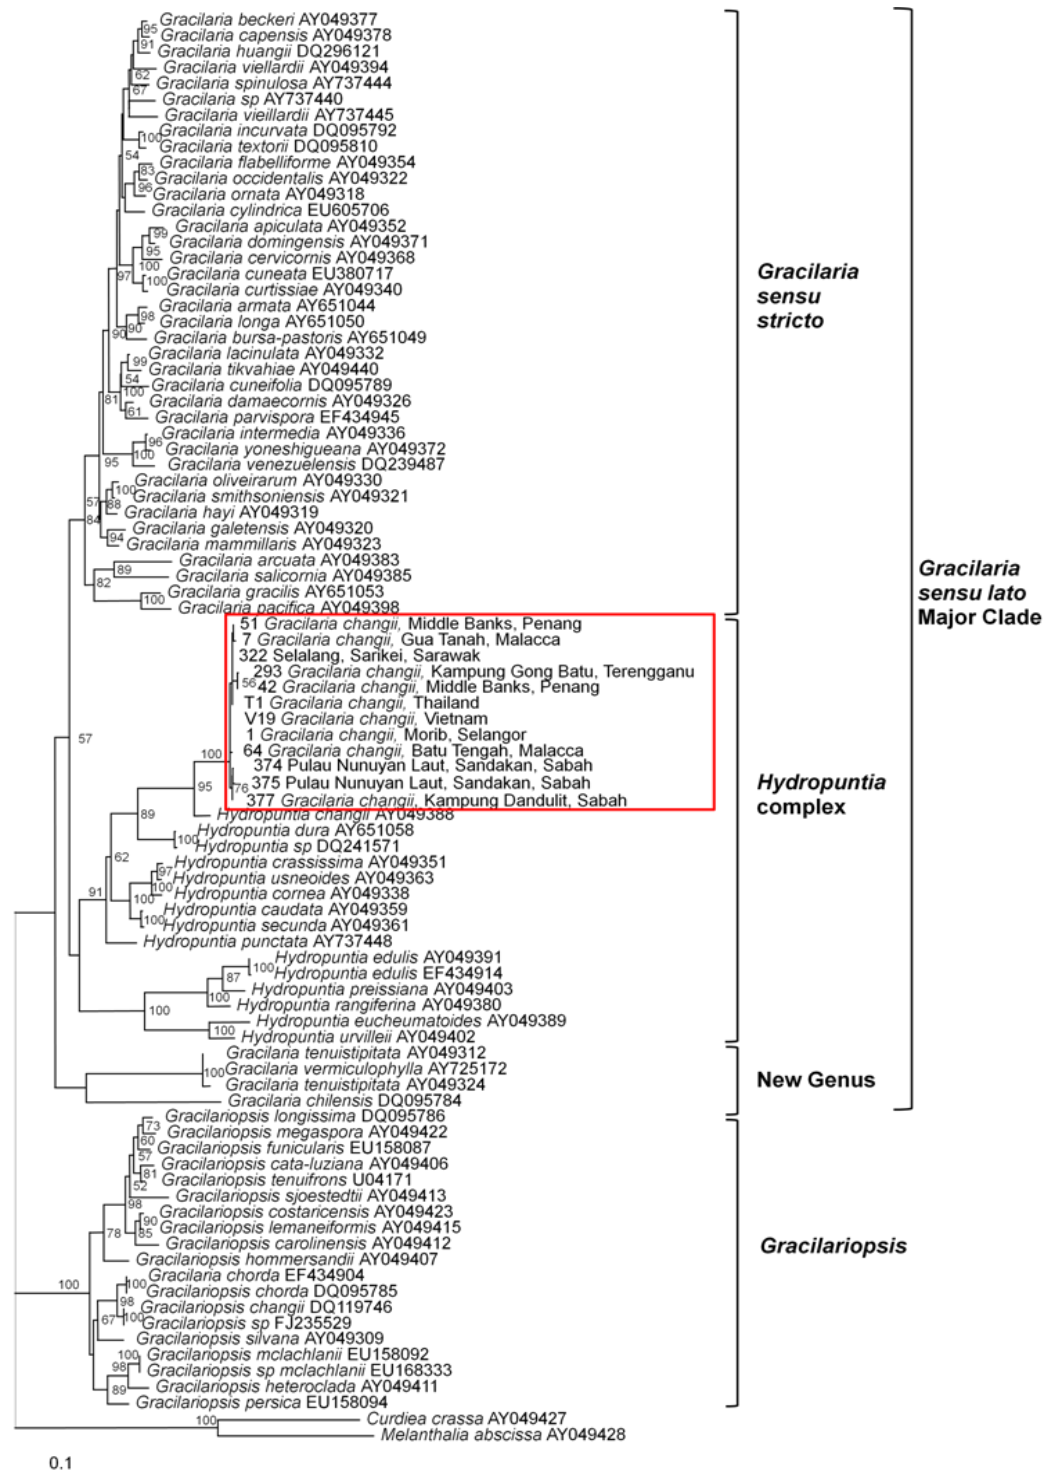 Gracilaria beckeri AY049377
Gracilaria capensis AY049378
Gracilaria huangii DQ296121
Gracilaria viellardii AY049394
Gracilaria spinulosa AY737444
Gracilaria sp AY737440
Gracilaria vieillardii AY737445
Gracilaria incurvata DQ095792
Gracilaria textorii DQ095810
Gracilaria flabelliforme AY049354
Gracilaria occidentalis AY049322
Gracilaria ornata AY049318
Gracilaria cylindrica EU605706
Gracilaria apiculata AY049352
Gracilaria domingensis AY049371
Gracilaria cervicornis AY049368
Gracilaria cuneata EU380717
Gracilaria curtissiae AY049340
Gracilaria armata AY651044
Gracilaria longa AY651050
Gracilaria bursa-pastoris AY651049
Gracilaria lacinulata AY049332
Gracilaria tikvahiae AY049440
Gracilaria cuneifolia DQ095789
Gracilaria damaecornis AY049326
Gracilaria parvispora EF434945
Gracilaria intermedia AY049336
Gracilaria yoneshigueana AY049372
Gracilaria venezuelensis DQ239487
Gracilaria oliveirarum AY049330
Gracilaria smithsoniensis AY049321
Gracilaria hayi AY049319
Gracilaria galetensis AY049320
Gracilaria mammillaris AY049323
Gracilaria arcuata AY049383
Gracilaria salicornia AY049385
Gracilaria gracilis AY651053
Gracilaria pacifica AY049398
51 Gracilaria changii, Middle Banks, Penang
7 Gracilaria changii, Gua Tanah, Malacca
322 Selalang, Sarikei, Sarawak
293 Gracilaria changii, Kampung Gong Batu, Terengganu
42 Gracilaria changii, Middle Banks, Penang
T1 Gracilaria changii, Thailand
V19 Gracilaria changii, Vietnam
1 Gracilaria changii, Morib, Selangor
64 Gracilaria changii, Batu Tengah, Malacca
374 Pulau Nunuyan Laut, Sandakan, Sabah
375 Pulau Nunuyan Laut, Sandakan, Sabah
377 Gracilaria changii, Kampung Dandulit, Sabah
Hydropuntia changii AY049388
Hydropuntia dura AY651058
Hydropuntia sp DQ241571
Hydropuntia crassissima AY049351
Hydropuntia usneoides AY049363
Hydropuntia cornea AY049338
Hydropuntia caudata AY049359
Hydropuntia secunda AY049361
Hydropuntia punctata AY737448
Hydropuntia edulis AY049391
Hydropuntia edulis EF434914
Hydropuntia preissiana AY049403
Hydropuntia rangiferina AY049380
Hydropuntia eucheumatoides AY049389
Hydropuntia urvilleii AY049402
Gracilaria tenuistipitata AY049312
Gracilaria vermiculophylla AY725172
Gracilaria tenuistipitata AY049324
Gracilaria chilensis DQ095784
Gracilariopsis longissima DQ095786
Gracilariopsis megaspora AY049422
Gracilariopsis funicularis EU158087
Gracilariopsis cata-luziana AY049406
Gracilariopsis tenuifrons U04171
Gracilariopsis sjoestedtii AY049413
Gracilariopsis costaricensis AY049423
Gracilariopsis lemaneiformis AY049415
Gracilariopsis carolinensis AY049412
Gracilariopsis hommersandii AY049407
Gracilaria chorda EF434904
Gracilariopsis chorda DQ095785
Gracilariopsis changii DQ119746
Gracilariopsis sp FJ235529
Gracilariopsis silvana AY049309
Gracilariopsis mclachlanii EU158092
Gracilariopsis sp mclachlanii EU168333
Gracilariopsis heteroclada AY049411
Gracilariopsis persica EU158094
Curdiea crassa AY049427
Melanthalia abscissa AY049428
0.1
Gracilaria
sensu
stricto
Hydropuntia
complex
New Genus
Gracilariopsis
Gracilaria
sensu lato
Major Clade
95
91
62
67
100
54
83
96
99
95
100
97
100
98
90
90
99
54
100
81
61
96
100
95
100
57
88
84
94
89
82
100
56
100
76
95
89
100
62
97
100
100
91
100
57
100
87
100
100
100
100
73
60
57
81
52
98
90
85
78
100
100
98
67
100
100
98
89
100